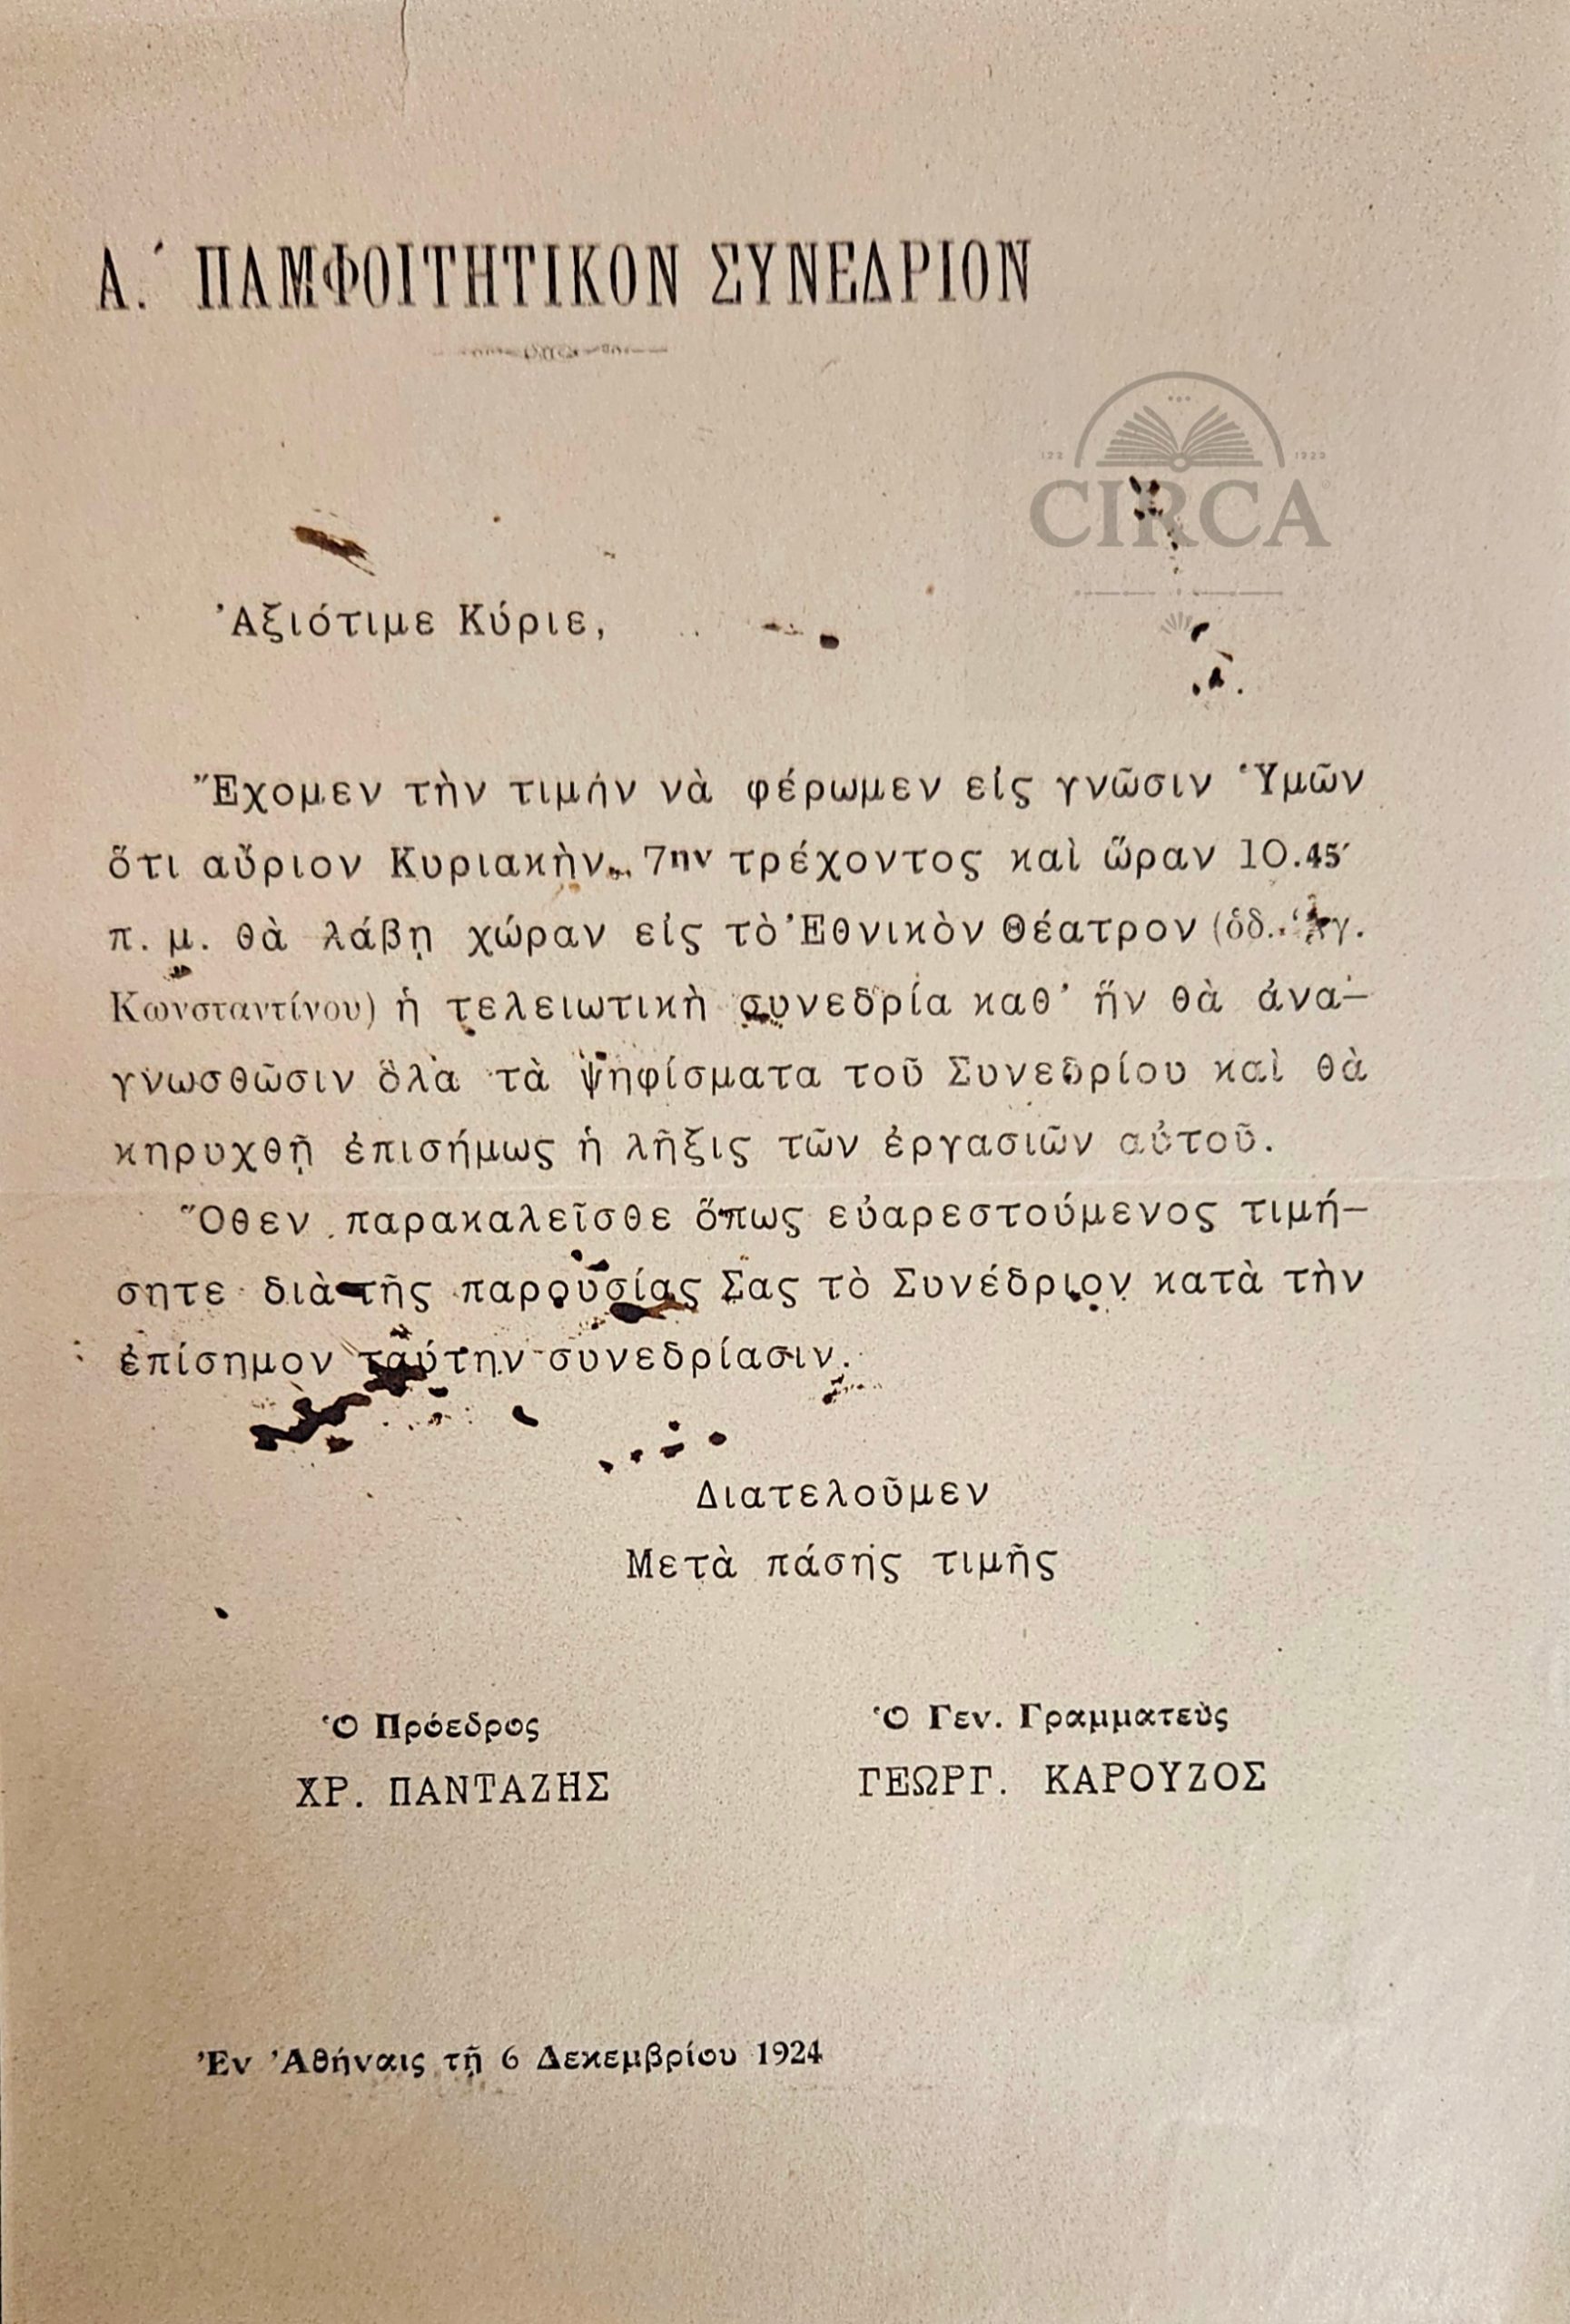 Α.΄ ΠΑΜΦΟΙΤΗΤΙΚΟΝ ΣΥΝΕΔΡΙΟΝ
CIRCA
Ἀξιότιμε Κύριε,
Ἔχομεν τὴν τιμήν νὰ φέρωμεν εἰς γνῶσιν Ὑμῶν
ὅτι αὔριον Κυριακὴν 7ην τρέχοντος καὶ ὥραν 10.45΄
π. μ. θὰ λάβῃ χώραν εἰς τὸ Ἐθνικὸν Θέατρον (ὁδ. Ἁγ.
Κωνσταντίνου) ἡ τελειωτικὴ συνεδρία καθ’ ἥν θὰ ἀνα–
γνωσθῶσιν ὅλα τὰ ψηφίσματα τοῦ Συνεδρίου καὶ θὰ
κηρυχθῇ ἐπισήμως ἡ λῆξις τῶν ἐργασιῶν αὐτοῦ.
Ὅθεν παρακαλεῖσθε ὅπως εὐαρεστούμενος τιμή–
σητε διὰ τῆς παρουσίας Σας τὸ Συνέδριον κατὰ τὴν
ἐπίσημον ταύτην συνεδρίασιν.
Διατελοῦμεν
Μετὰ πάσης τιμῆς
Ὁ Πρόεδρος Ὁ Γεν. Γραμματεὺς
ΧΡ. ΠΑΝΤΑΖΗΣ ΓΕΩΡΓ. ΚΑΡΟΥΖΟΣ
Ἐν Ἀθήναις τῇ 6 Δεκεμβρίου 1924